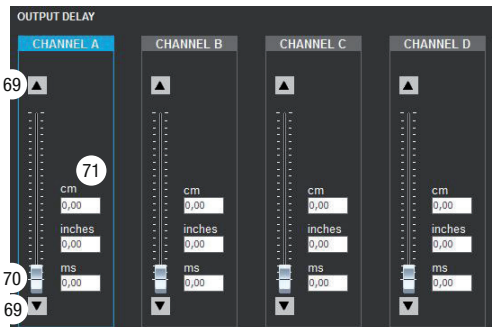 OUTPUT DELAY
CHANNEL A CHANNEL B CHANNEL C CHANNEL D
69
71
cm cm cm cm
0,00 0,00 0,00 0,00
inches inches inches inches
0,00 0,00 0,00 0,00
70 ms ms ms ms
0,00 0,00 0,00 0,00
69